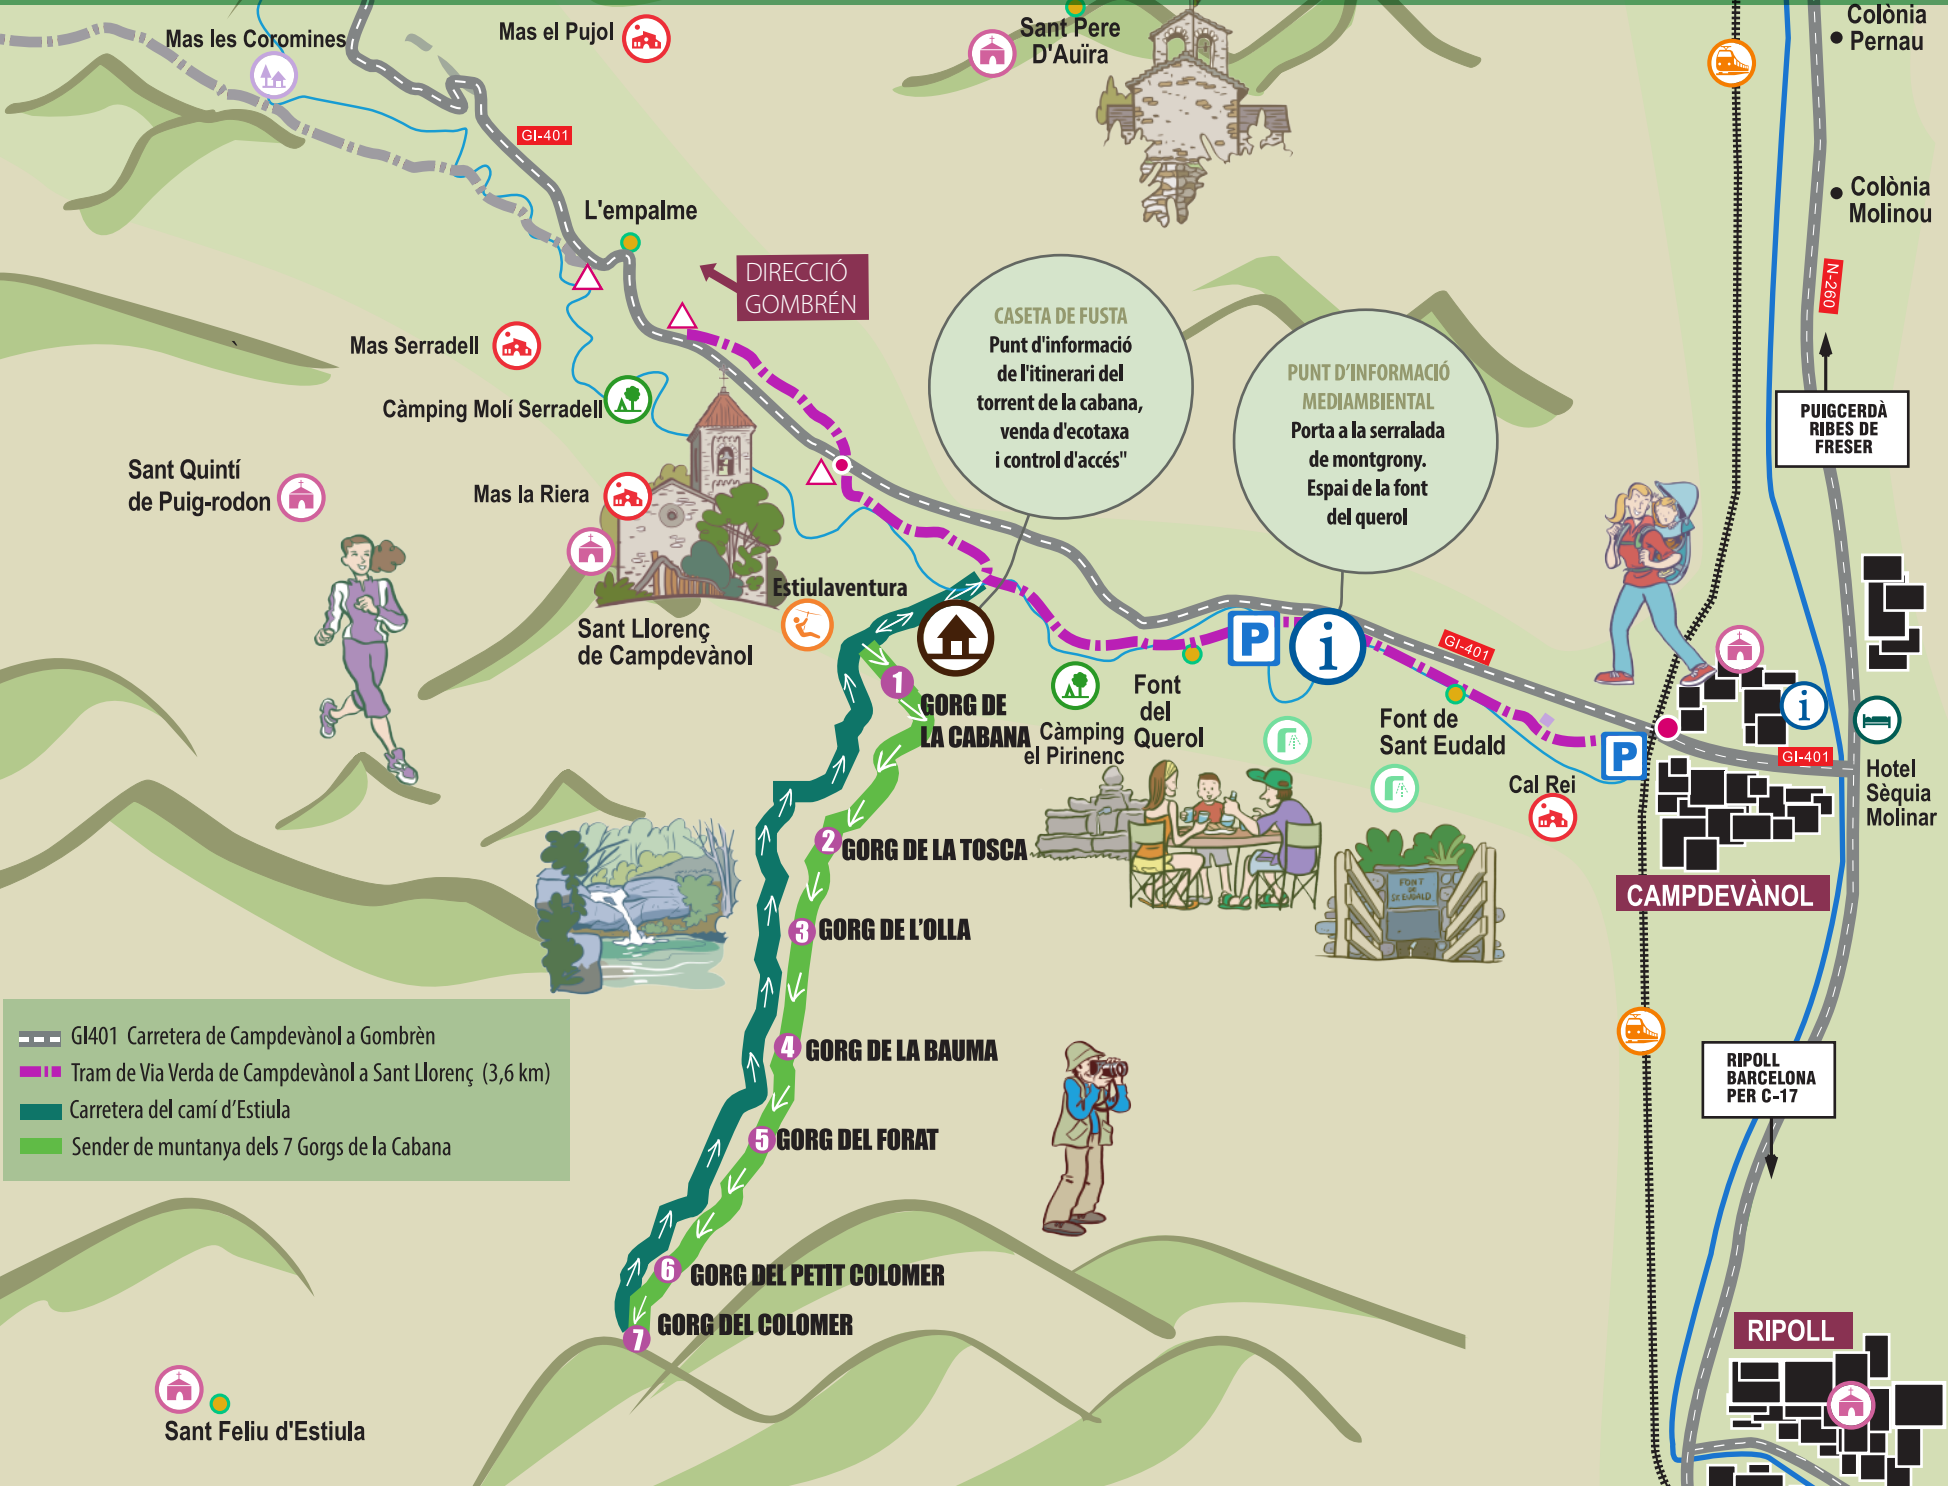 Mas les Coromines
Mas el Pujol
Sant Pere
D'Auïra
Colònia
Pernau
GI-401
Colònia
Molinou
L'empalme
DIRECCIÓ
GOMBRÉN
N-260
CASETA DE FUSTA
Punt d'informació
de l'itinerari del
torrent de la cabana,
venda d'ecotaxa
i control d'accés"
PUNT D'INFORMACIÓ
MEDIAMBIENTAL
Porta a la serralada
de montgrony.
Espai de la font
del querol
Mas Serradell
Càmping Molí Serradell
PUIGCERDÀ
RIBES DE
FRESER
Sant Quintí
de Puig-rodon
Mas la Riera
Estiulaventura
Sant Llorenç
de Campdevànol
P
i
GI-401
1
GORG DE
LA CABANA
Càmping
el Pirinenc
Font
del
Querol
Font de
Sant Eudald
i
P
GI-401
Hotel
Sèquia
Molinar
Cal Rei
2
GORG DE LA TOSCA
FONT
DE
ST EUDALD
CAMPDEVÀNOL
3
GORG DE L'OLLA
4
GORG DE LA BAUMA
GI401 Carretera de Campdevànol a Gombrèn
Tram de Via Verda de Campdevànol a Sant Llorenç (3,6 km)
Carretera del camí d'Estiula
Sender de muntanya dels 7 Gorgs de la Cabana
RIPOLL
BARCELONA
PER C-17
5
GORG DEL FORAT
6
GORG DEL PETIT COLOMER
7
GORG DEL COLOMER
RIPOLL
Sant Feliu d'Estiula